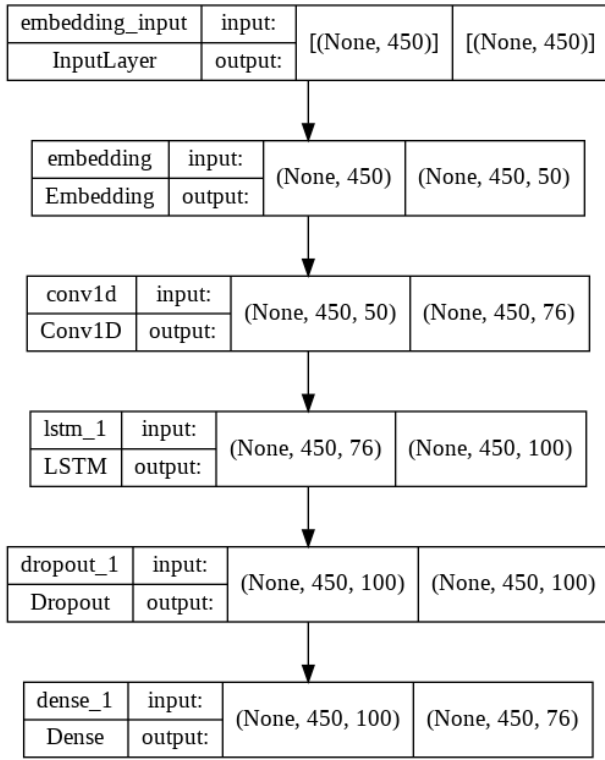 embedding_input input: [(None, 450)] [(None, 450)]
InputLayer output:
embedding input: (None, 450) (None, 450, 50)
Embedding output:
conv1d input: (None, 450, 50) (None, 450, 76)
Conv1D output:
lstm_1 input: (None, 450, 76) (None, 450, 100)
LSTM output:
dropout_1 input: (None, 450, 100) (None, 450, 100)
Dropout output:
dense_1 input: (None, 450, 100) (None, 450, 76)
Dense output: